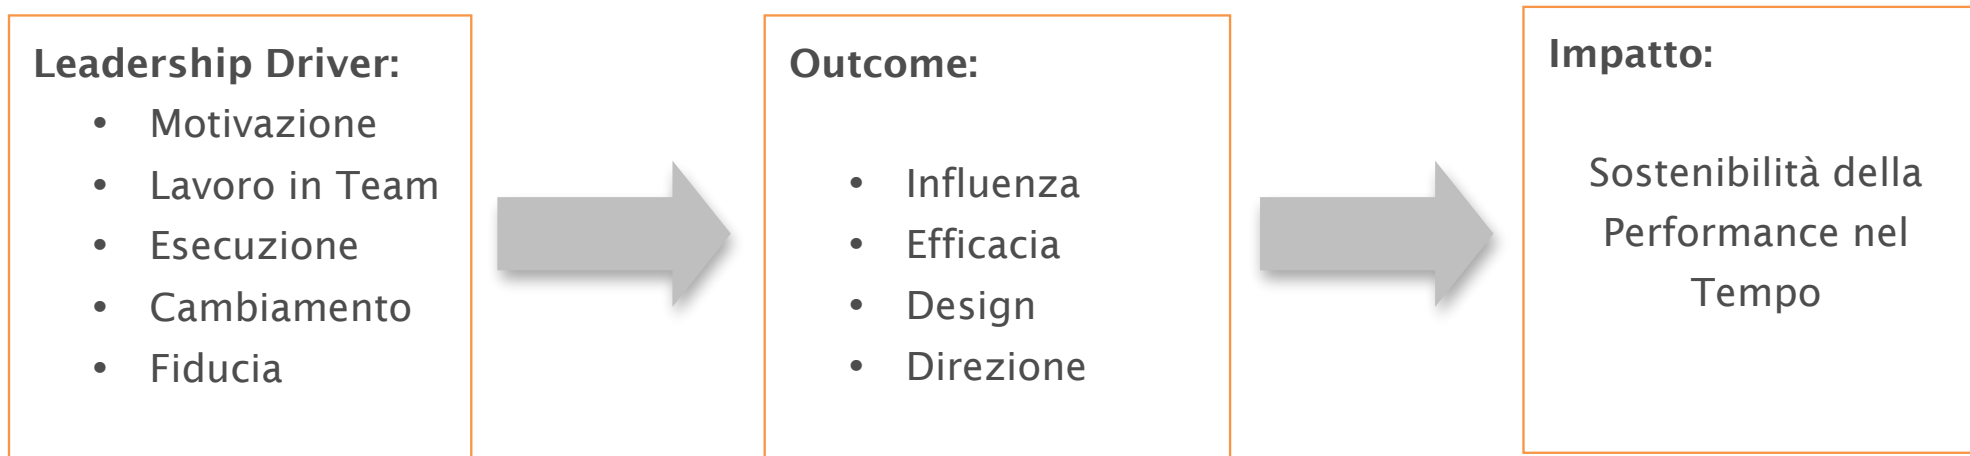 Leadership Driver:
• Motivazione
• Lavoro in Team
• Esecuzione
• Cambiamento
• Fiducia
Outcome:
• Influenza
• Efficacia
• Design
• Direzione
Impatto:
Sostenibilità della
Performance nel
Tempo